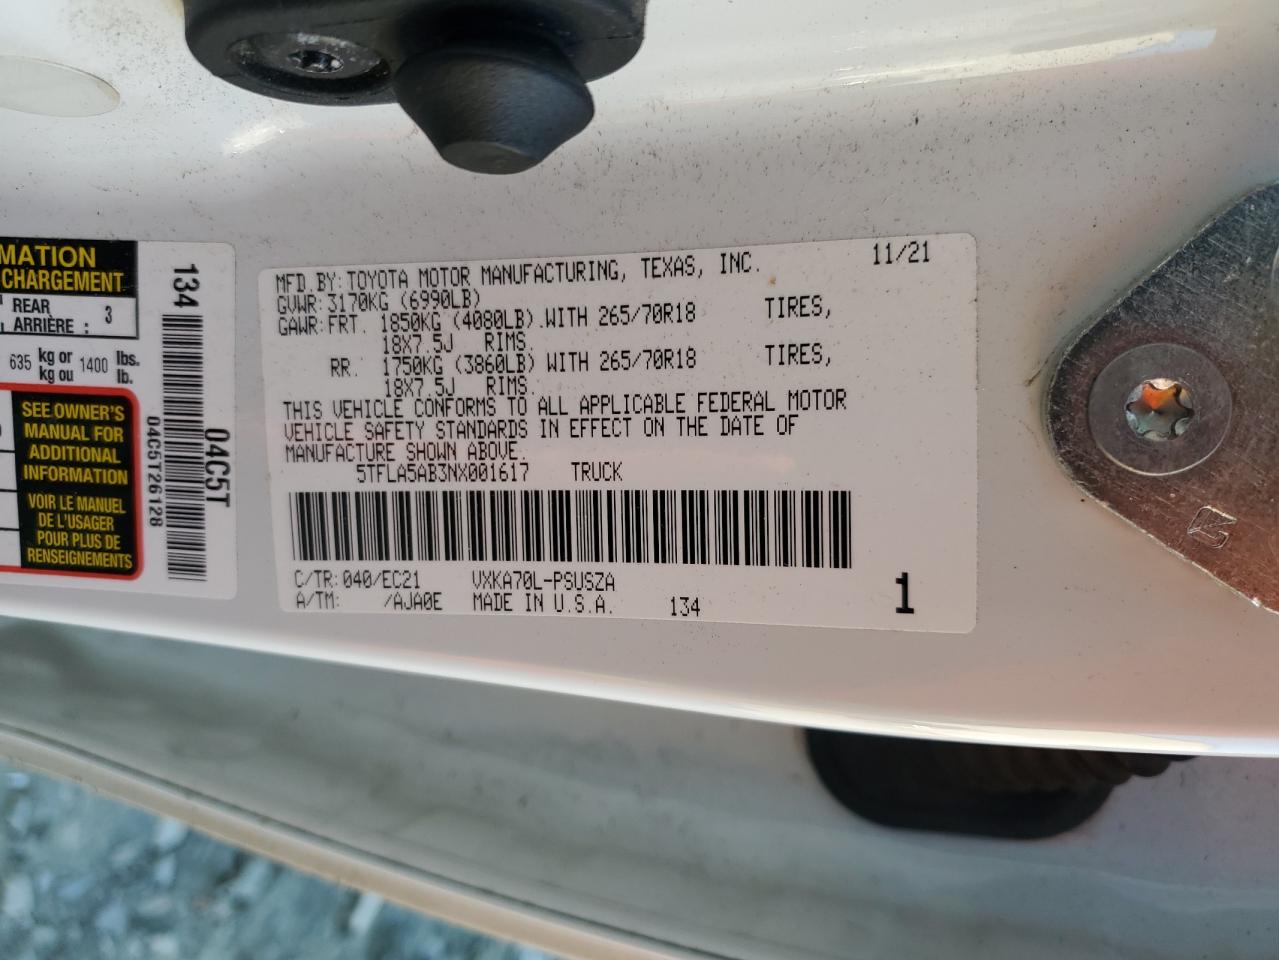 MATION
CHARGEMENT
REAR
ARRIÈRE : 3
635 kg or 1400 lbs.
kg ou lb.
SEE OWNER'S
MANUAL FOR
ADDITIONAL
INFORMATION
VOIR LE MANUEL
DE L'USAGER
POUR PLUS DE
RENSEIGNEMENTS
134
04C5T26128
04C5T
MFD.BY:TOYOTA MOTOR MANUFACTURING, TEXAS, INC. 11/21
GVWR:3170KG (6990LB)
GAWR:FRT. 1850KG (4080LB).WITH 265/70R18 TIRES,
18X7.5J RIMS.
RR. 1750KG (3860LB) WITH 265/70R18 TIRES,
18X7.5J RIMS.
THIS VEHICLE CONFORMS TO ALL APPLICABLE FEDERAL MOTOR
VEHICLE SAFETY STANDARDS IN EFFECT ON THE DATE OF
MANUFACTURE SHOWN ABOVE.
5TFLA5AB3NX001617 TRUCK
C/TR:040/EC21 VXKA70L-PSUSZA
A/TM: /AJA0E MADE IN U.S.A. 134 1